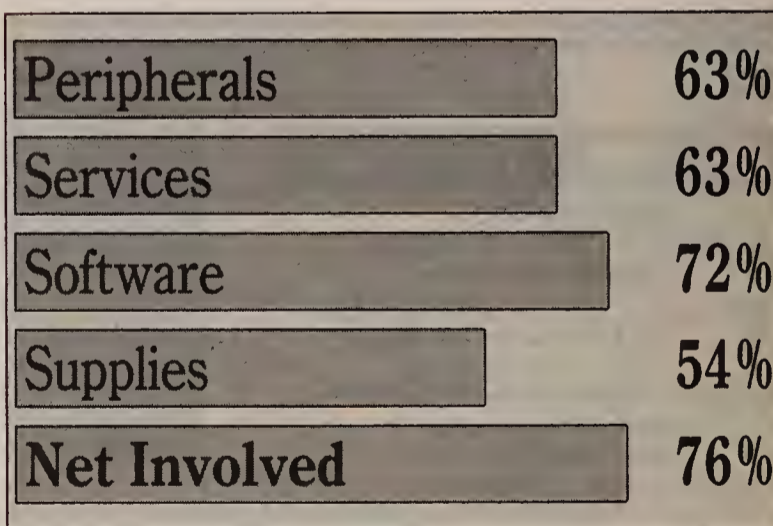 Peripherals 63%
Services 63%
Software 72%
Supplies 54%
Net Involved 76%